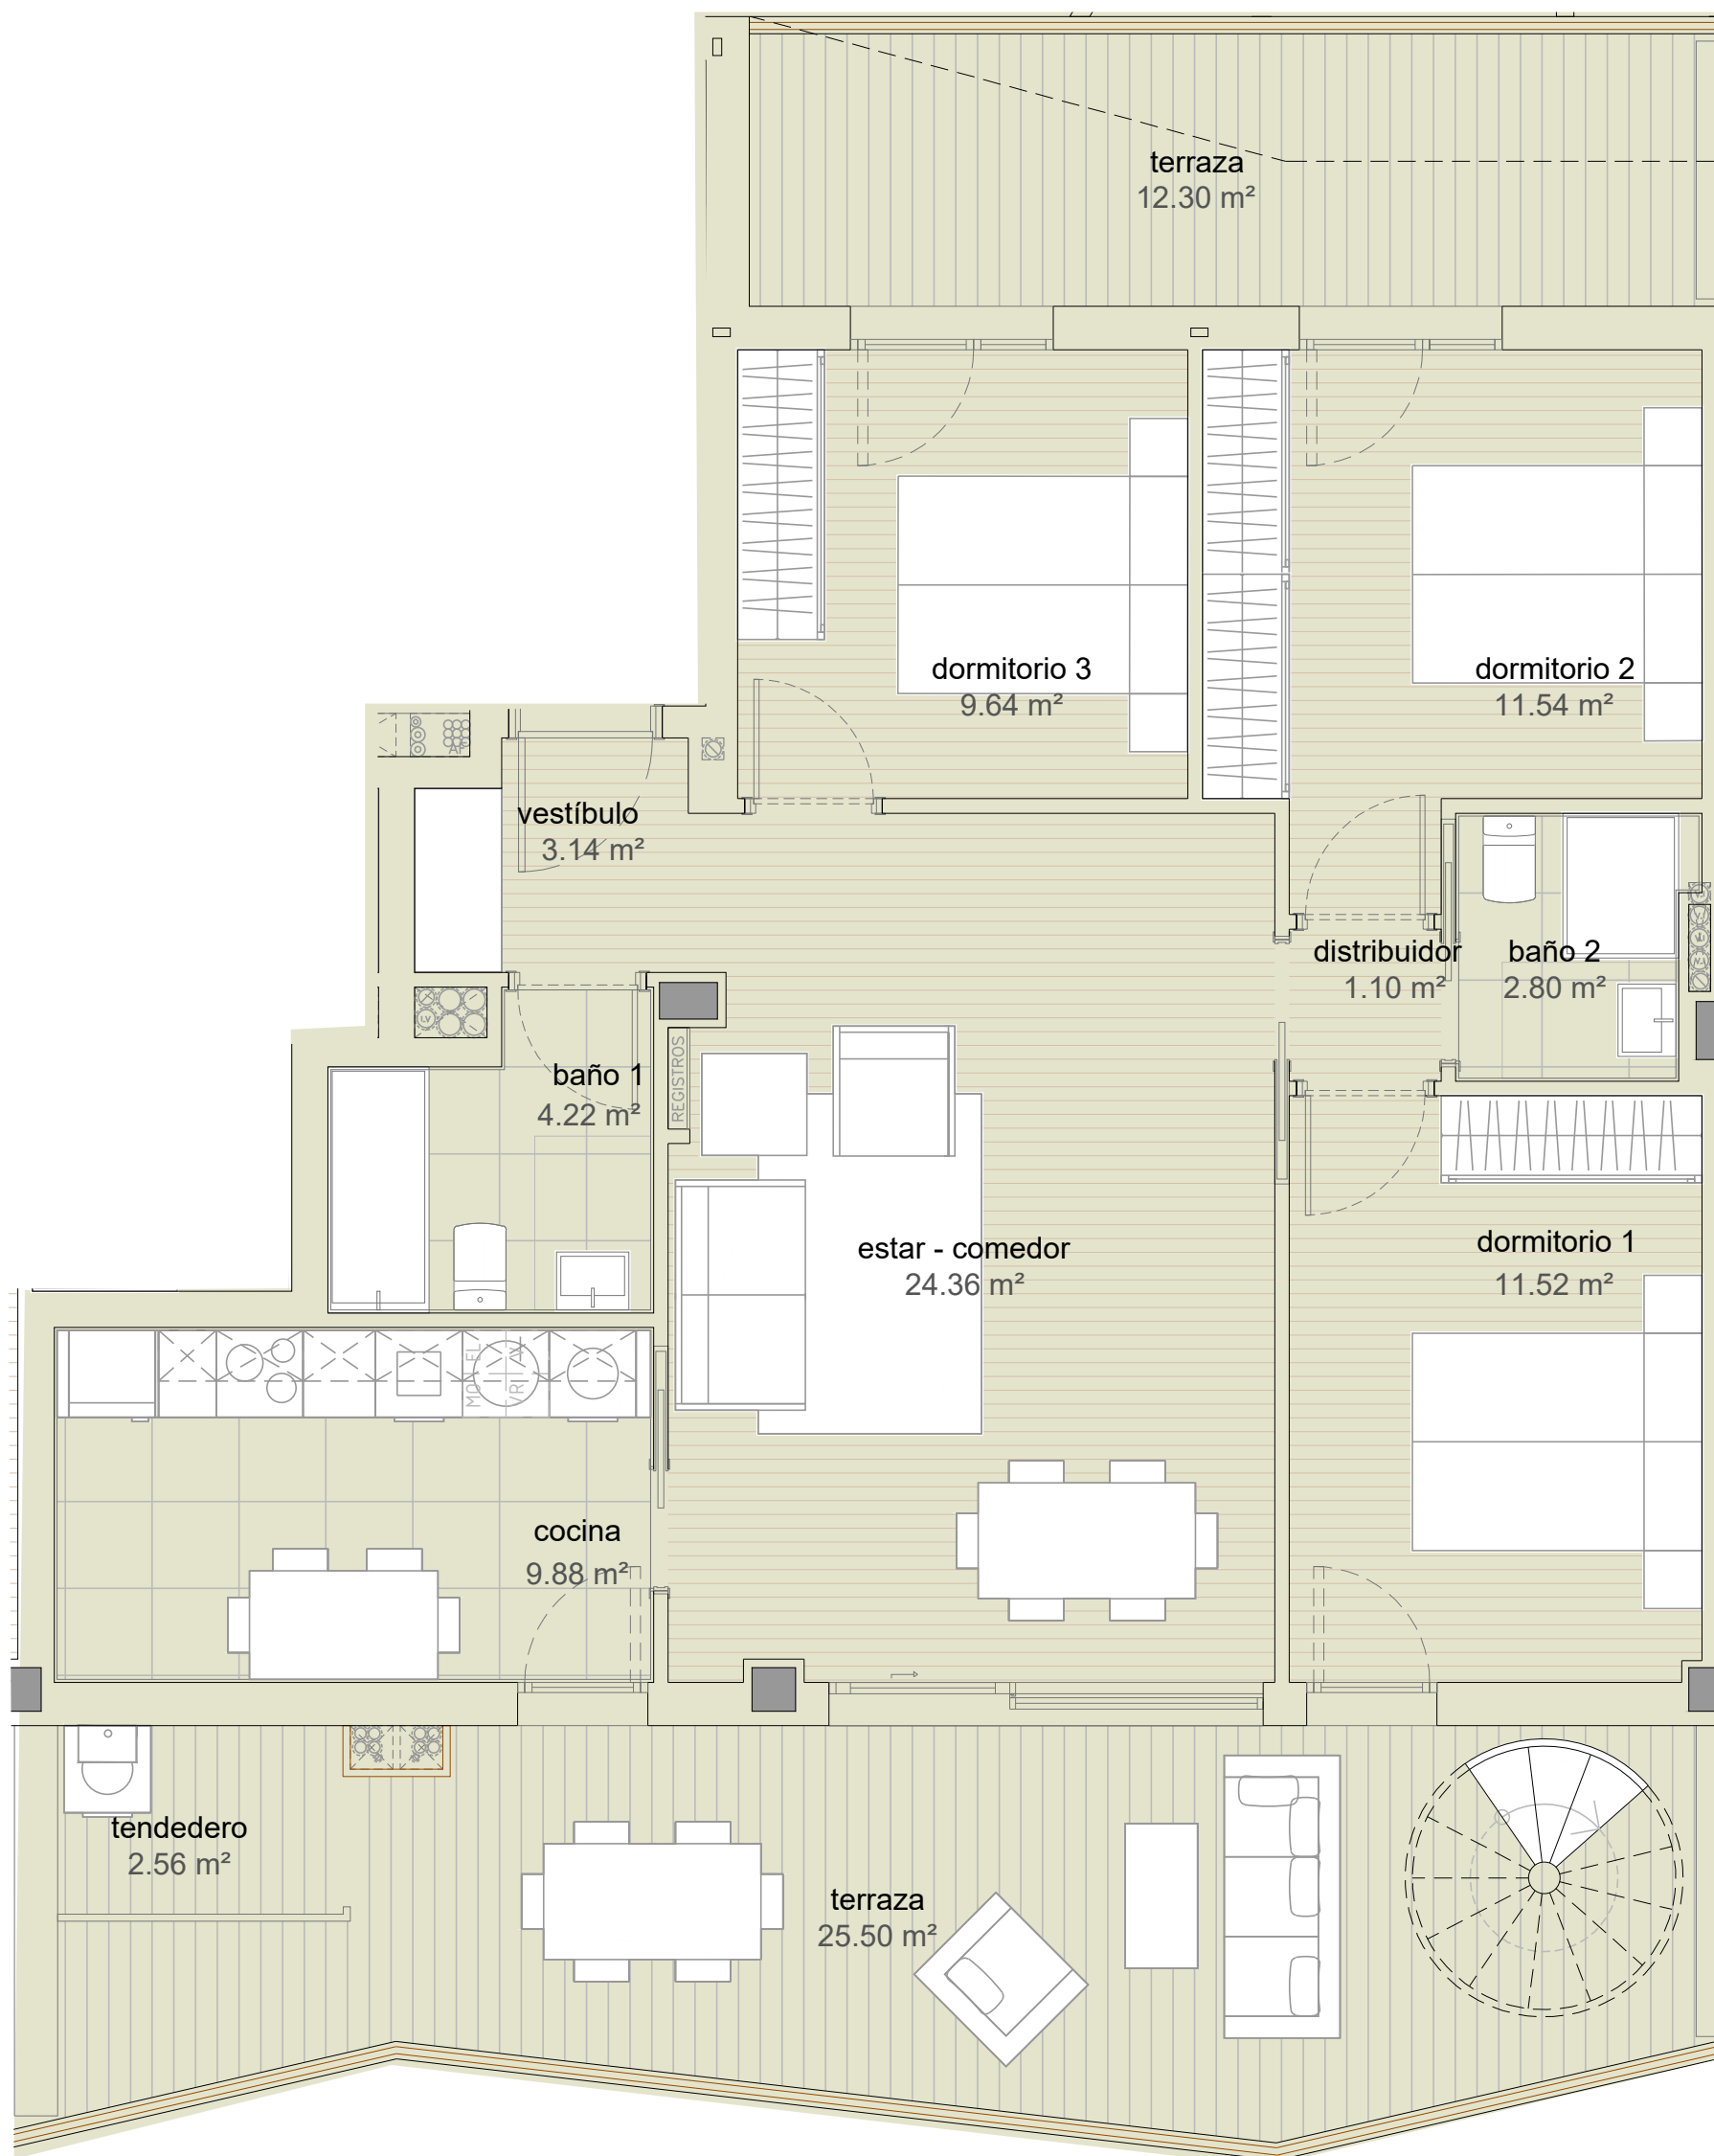 terraza
12.30 m²
dormitorio 3
9.64 m²
dormitorio 2
11.54 m²
vestíbulo
3.14 m²
distribuidor
1.10 m²
baño 2
2.80 m²
baño 1
4.22 m²
REGISTROS
estar - comedor
24.36 m²
dormitorio 1
11.52 m²
cocina
9.88 m²
tendedero
2.56 m²
terraza
25.50 m²